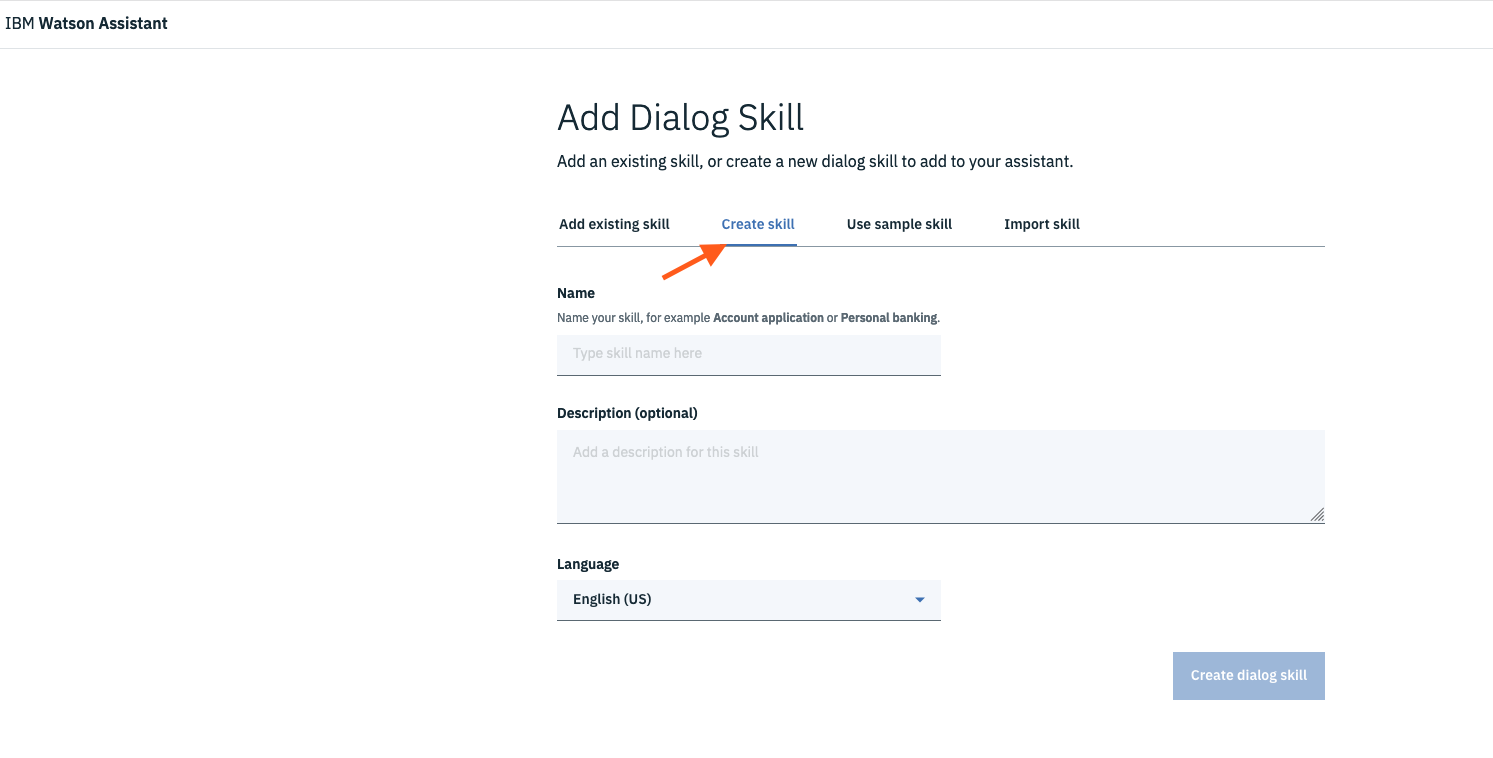 IBM Watson Assistant
Add Dialog Skill
Add an existing skill, or create a new dialog skill to add to your assistant.
Add existing skill Create skill Use sample skill Import skill
Name
Name your skill, for example Account application or Personal banking.
Type skill name here
Description (optional)
Add a description for this skill
Language
English (US)
Create dialog skill